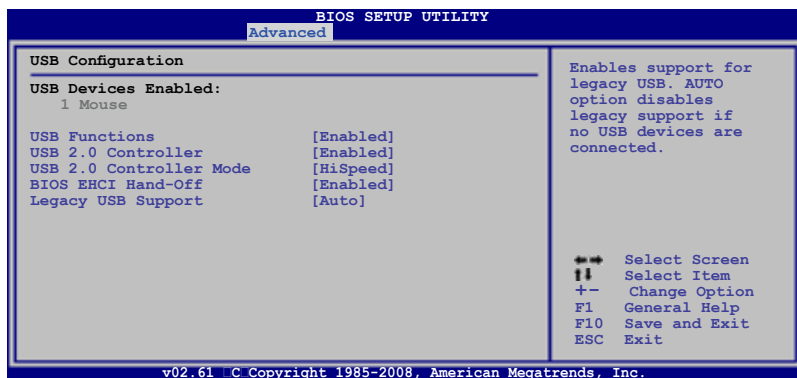 BIOS SETUP UTILITY
Advanced
USB Configuration
USB Devices Enabled:
1 Mouse
USB Functions [Enabled]
USB 2.0 Controller [Enabled]
USB 2.0 Controller Mode [HiSpeed]
BIOS EHCI Hand-Off [Enabled]
Legacy USB Support [Auto]
Enables support for
legacy USB. AUTO
option disables
legacy support if
no USB devices are
connected.
←→ Select Screen
↑↓ Select Item
+- Change Option
F1 General Help
F10 Save and Exit
ESC Exit
v02.61 □C□Copyright 1985-2008, American Megatrends, Inc.